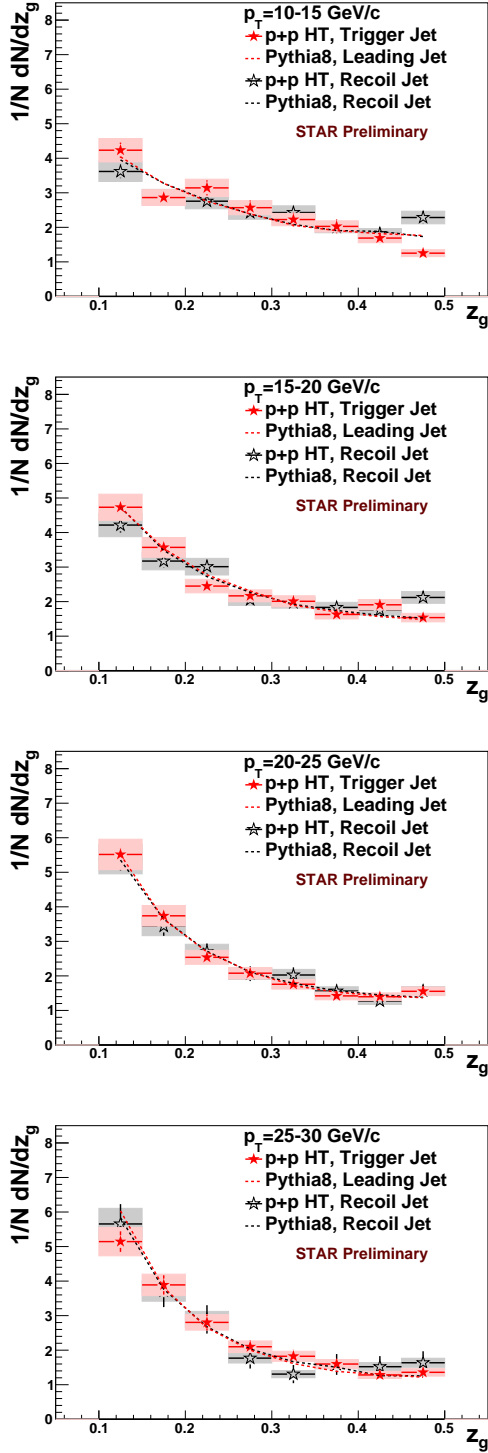 p_T=10-15 GeV/c
p+p HT, Trigger Jet
Pythia8, Leading Jet
p+p HT, Recoil Jet
Pythia8, Recoil Jet
STAR Preliminary
1/N dN/dz_g
8
7
6
5
4
3
2
1
0
0.1 0.2 0.3 0.4 0.5
z_g
p_T=15-20 GeV/c
p+p HT, Trigger Jet
Pythia8, Leading Jet
p+p HT, Recoil Jet
Pythia8, Recoil Jet
STAR Preliminary
1/N dN/dz_g
8
7
6
5
4
3
2
1
0
0.1 0.2 0.3 0.4 0.5
z_g
p_T=20-25 GeV/c
p+p HT, Trigger Jet
Pythia8, Leading Jet
p+p HT, Recoil Jet
Pythia8, Recoil Jet
STAR Preliminary
1/N dN/dz_g
8
7
6
5
4
3
2
1
0
0.1 0.2 0.3 0.4 0.5
z_g
p_T=25-30 GeV/c
p+p HT, Trigger Jet
Pythia8, Leading Jet
p+p HT, Recoil Jet
Pythia8, Recoil Jet
STAR Preliminary
1/N dN/dz_g
8
7
6
5
4
3
2
1
0
0.1 0.2 0.3 0.4 0.5
z_g